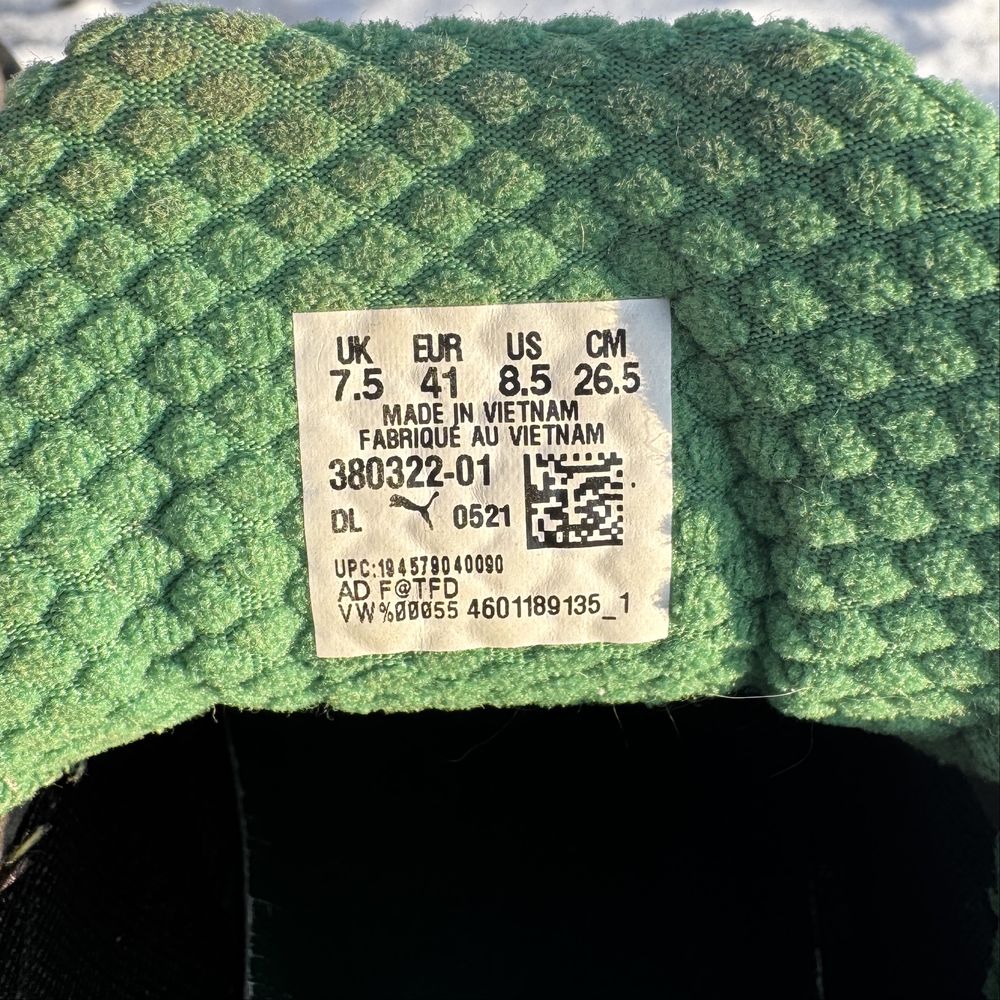 UK EUR US CM
7.5 41 8.5 26.5
MADE IN VIETNAM
FABRIQUÉ AU VIETNAM
380322-01
DL 0521
UPC:194579040090
AD F@TFD
VW%00055 4601189135_1